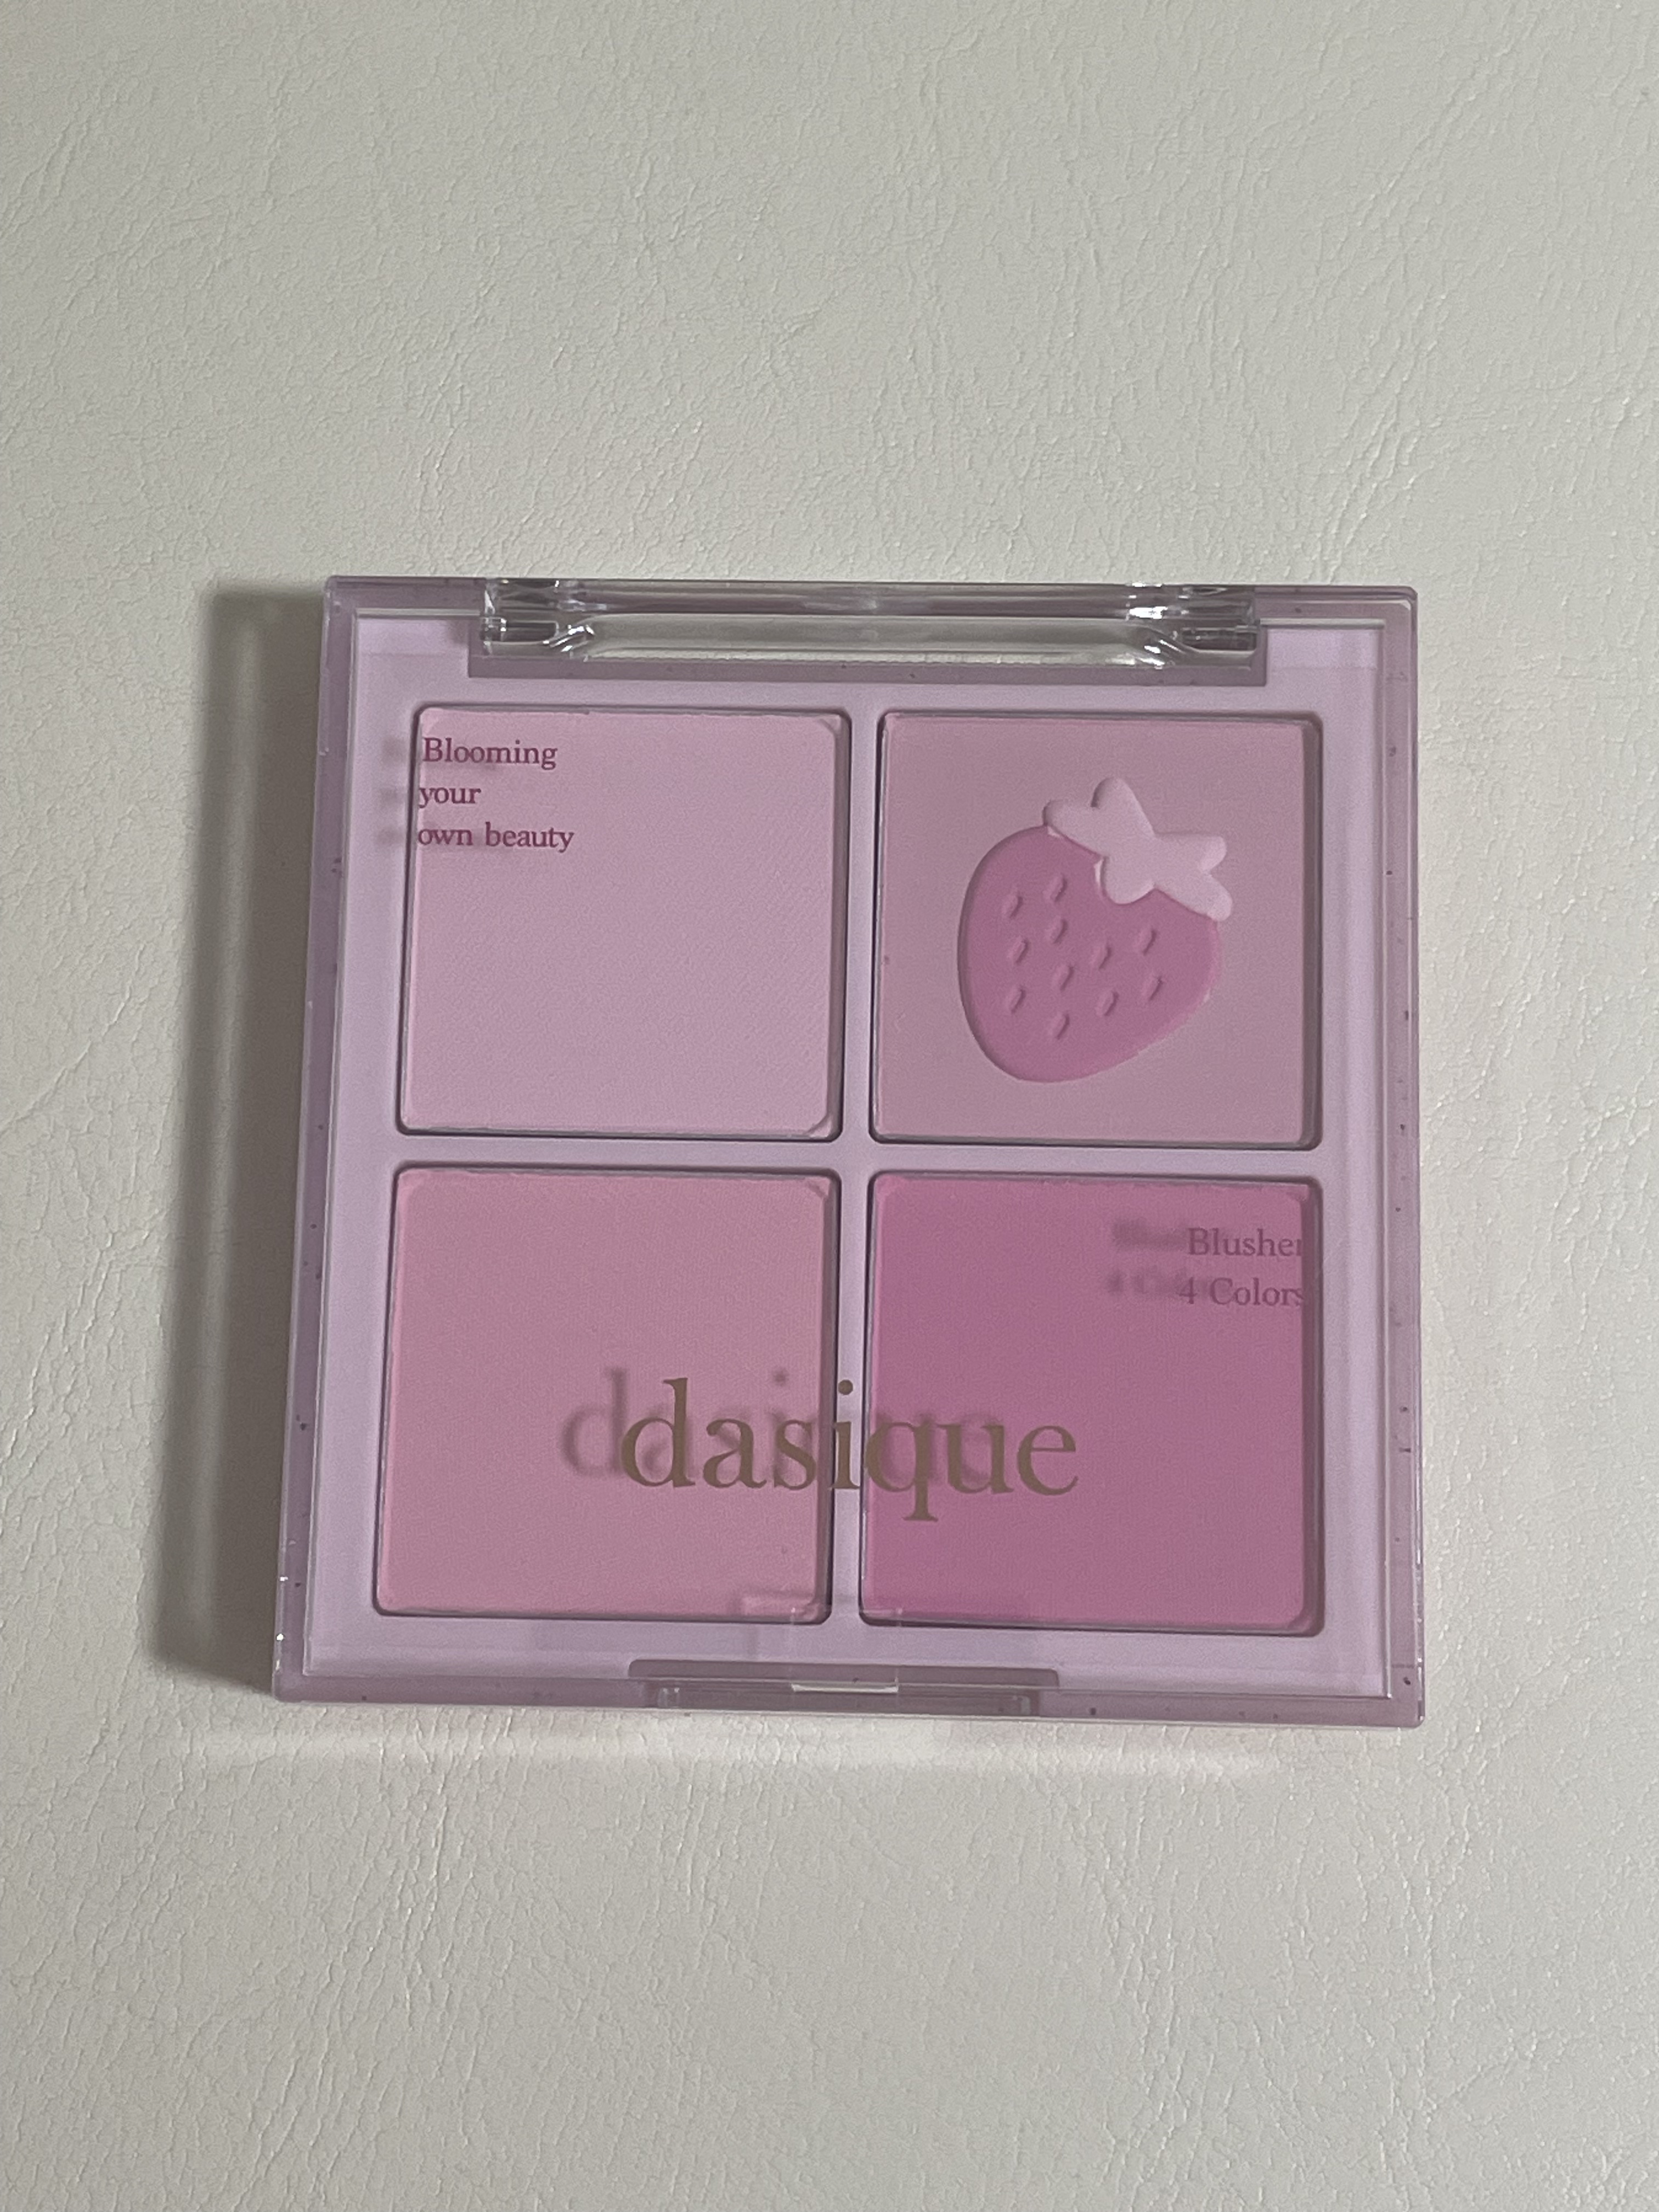 Blooming
your
own beauty
Blusher
4 Colors
dasique